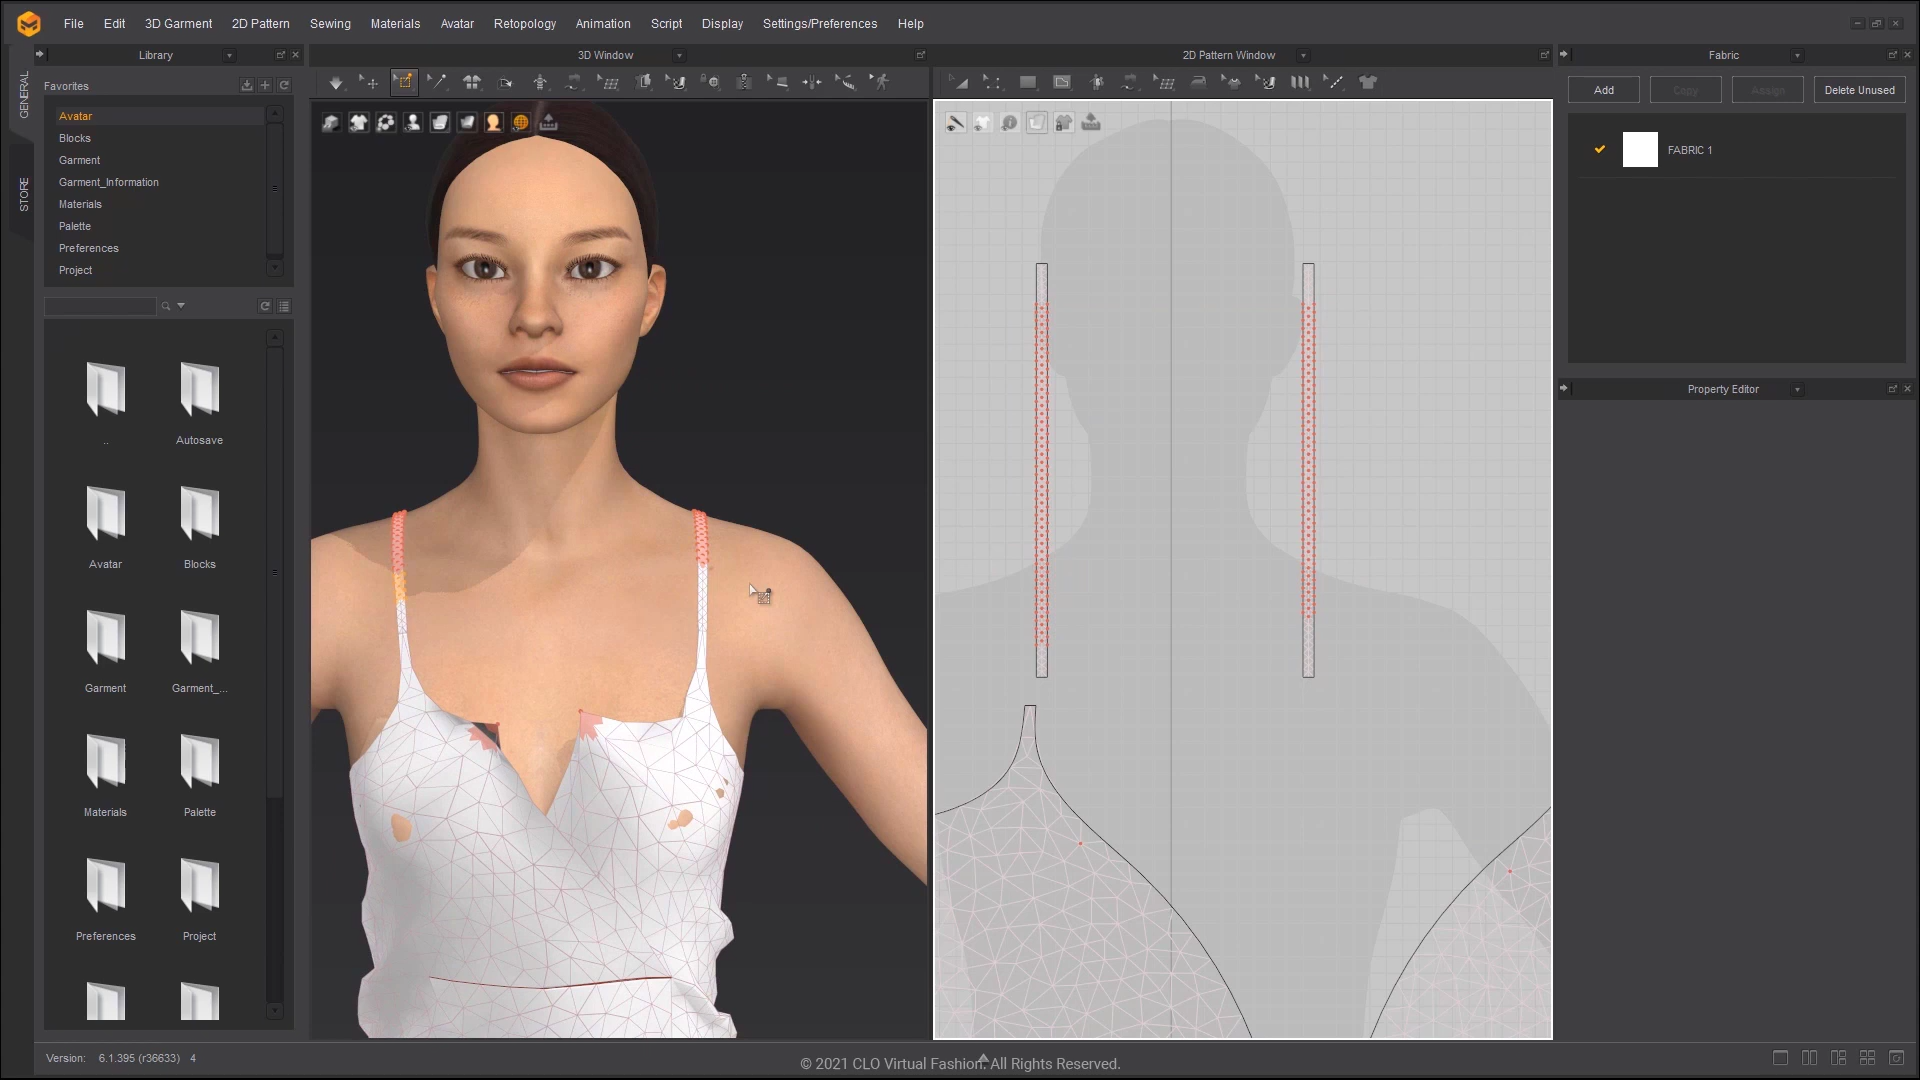 File Edit 3D Garment 2D Pattern Sewing Materials Avatar Retopology Animation Script Display Settings/Preferences Help
Library 3D Window 2D Pattern Window Fabric
GENERAL
STORE
Favorites
Avatar
Blocks
Garment
Garment_Information
Materials
Palette
Preferences
Project
Add Copy Assign Delete Unused
FABRIC 1
Property Editor
.. Autosave
Avatar Blocks
Garment Garment_...
Materials Palette
Preferences Project
Version: 6.1.395 (r36633) 4
© 2021 CLO Virtual Fashion. All Rights Reserved.